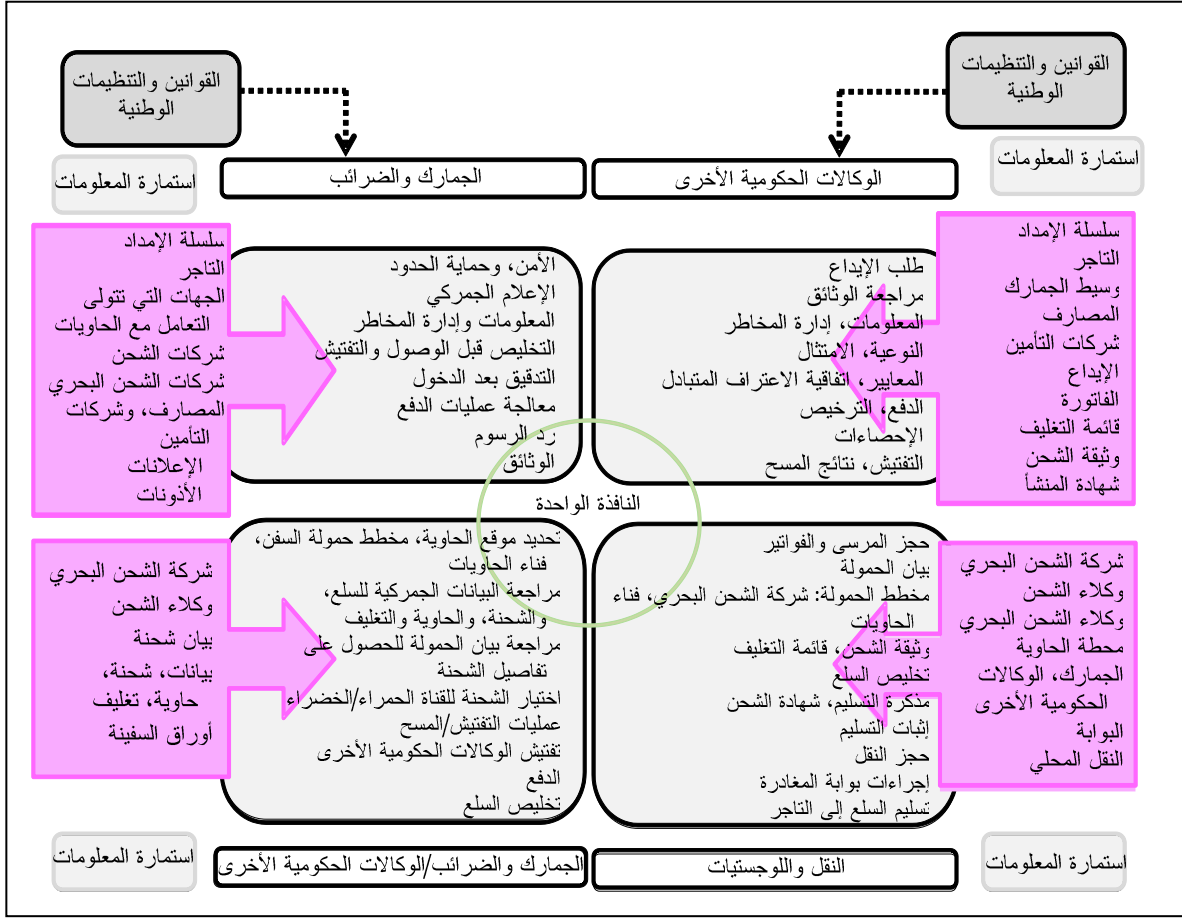 القوانين والتنظيمات
الوطنية
القوانين والتنظيمات
الوطنية
استمارة المعلومات
الوكالات الحكومية الأخرى
الجمارك والضرائب
استمارة المعلومات
سلسلة الإمداد
التاجر
وسيط الجمارك
المصارف
شركات التأمين
الإيداع
الفاتورة
قائمة التغليف
وثيقة الشحن
شهادة المنشأ
طلب الإيداع
مراجعة الوثائق
المعلومات، إدارة المخاطر
النوعية، الامتثال
المعايير، اتفاقية الاعتراف المتبادل
الدفع، الترخيص
الإحصاءات
التفتيش، نتائج المسح
الأمن، وحماية الحدود
الإعلام الجمركي
المعلومات وإدارة المخاطر
التخليص قبل الوصول والتفتيش
التدقيق بعد الدخول
معالجة عمليات الدفع
رد الرسوم
الوثائق
سلسلة الإمداد
التاجر
الجهات التي تتولى
التعامل مع الحاويات
شركات الشحن
شركات الشحن البحري
المصارف، وشركات
التأمين
الإعلانات
الأذونات
النافذة الواحدة
شركة الشحن البحري
وكلاء الشحن
وكلاء الشحن البحري
محطة الحاوية
الجمارك، الوكالات
الحكومية الأخرى
البوابة
النقل المحلي
حجز المرسى والفواتير
بيان الحمولة
مخطط الحمولة: شركة الشحن البحري، فناء
الحاويات
وثيقة الشحن، قائمة التغليف
تخليص السلع
مذكرة التسليم، شهادة الشحن
إثبات التسليم
حجز النقل
إجراءات بوابة المغادرة
تسليم السلع إلى التاجر
تحديد موقع الحاوية، مخطط حمولة السفن،
فناء الحاويات
مراجعة البيانات الجمركية للسلع،
والشحنة، والحاوية والتغليف
مراجعة بيان الحمولة للحصول على
تفاصيل الشحنة
اختيار الشحنة للقناة الحمراء/الخضراء
عمليات التفتيش/المسح
تفتيش الوكالات الحكومية الأخرى
الدفع
تخليص السلع
شركة الشحن البحري
وكلاء الشحن
بيان شحنة
بيانات، شحنة،
حاوية، تغليف
أوراق السفينة
استمارة المعلومات
النقل واللوجستيات
الجمارك والضرائب/الوكالات الحكومية الأخرى
استمارة المعلومات